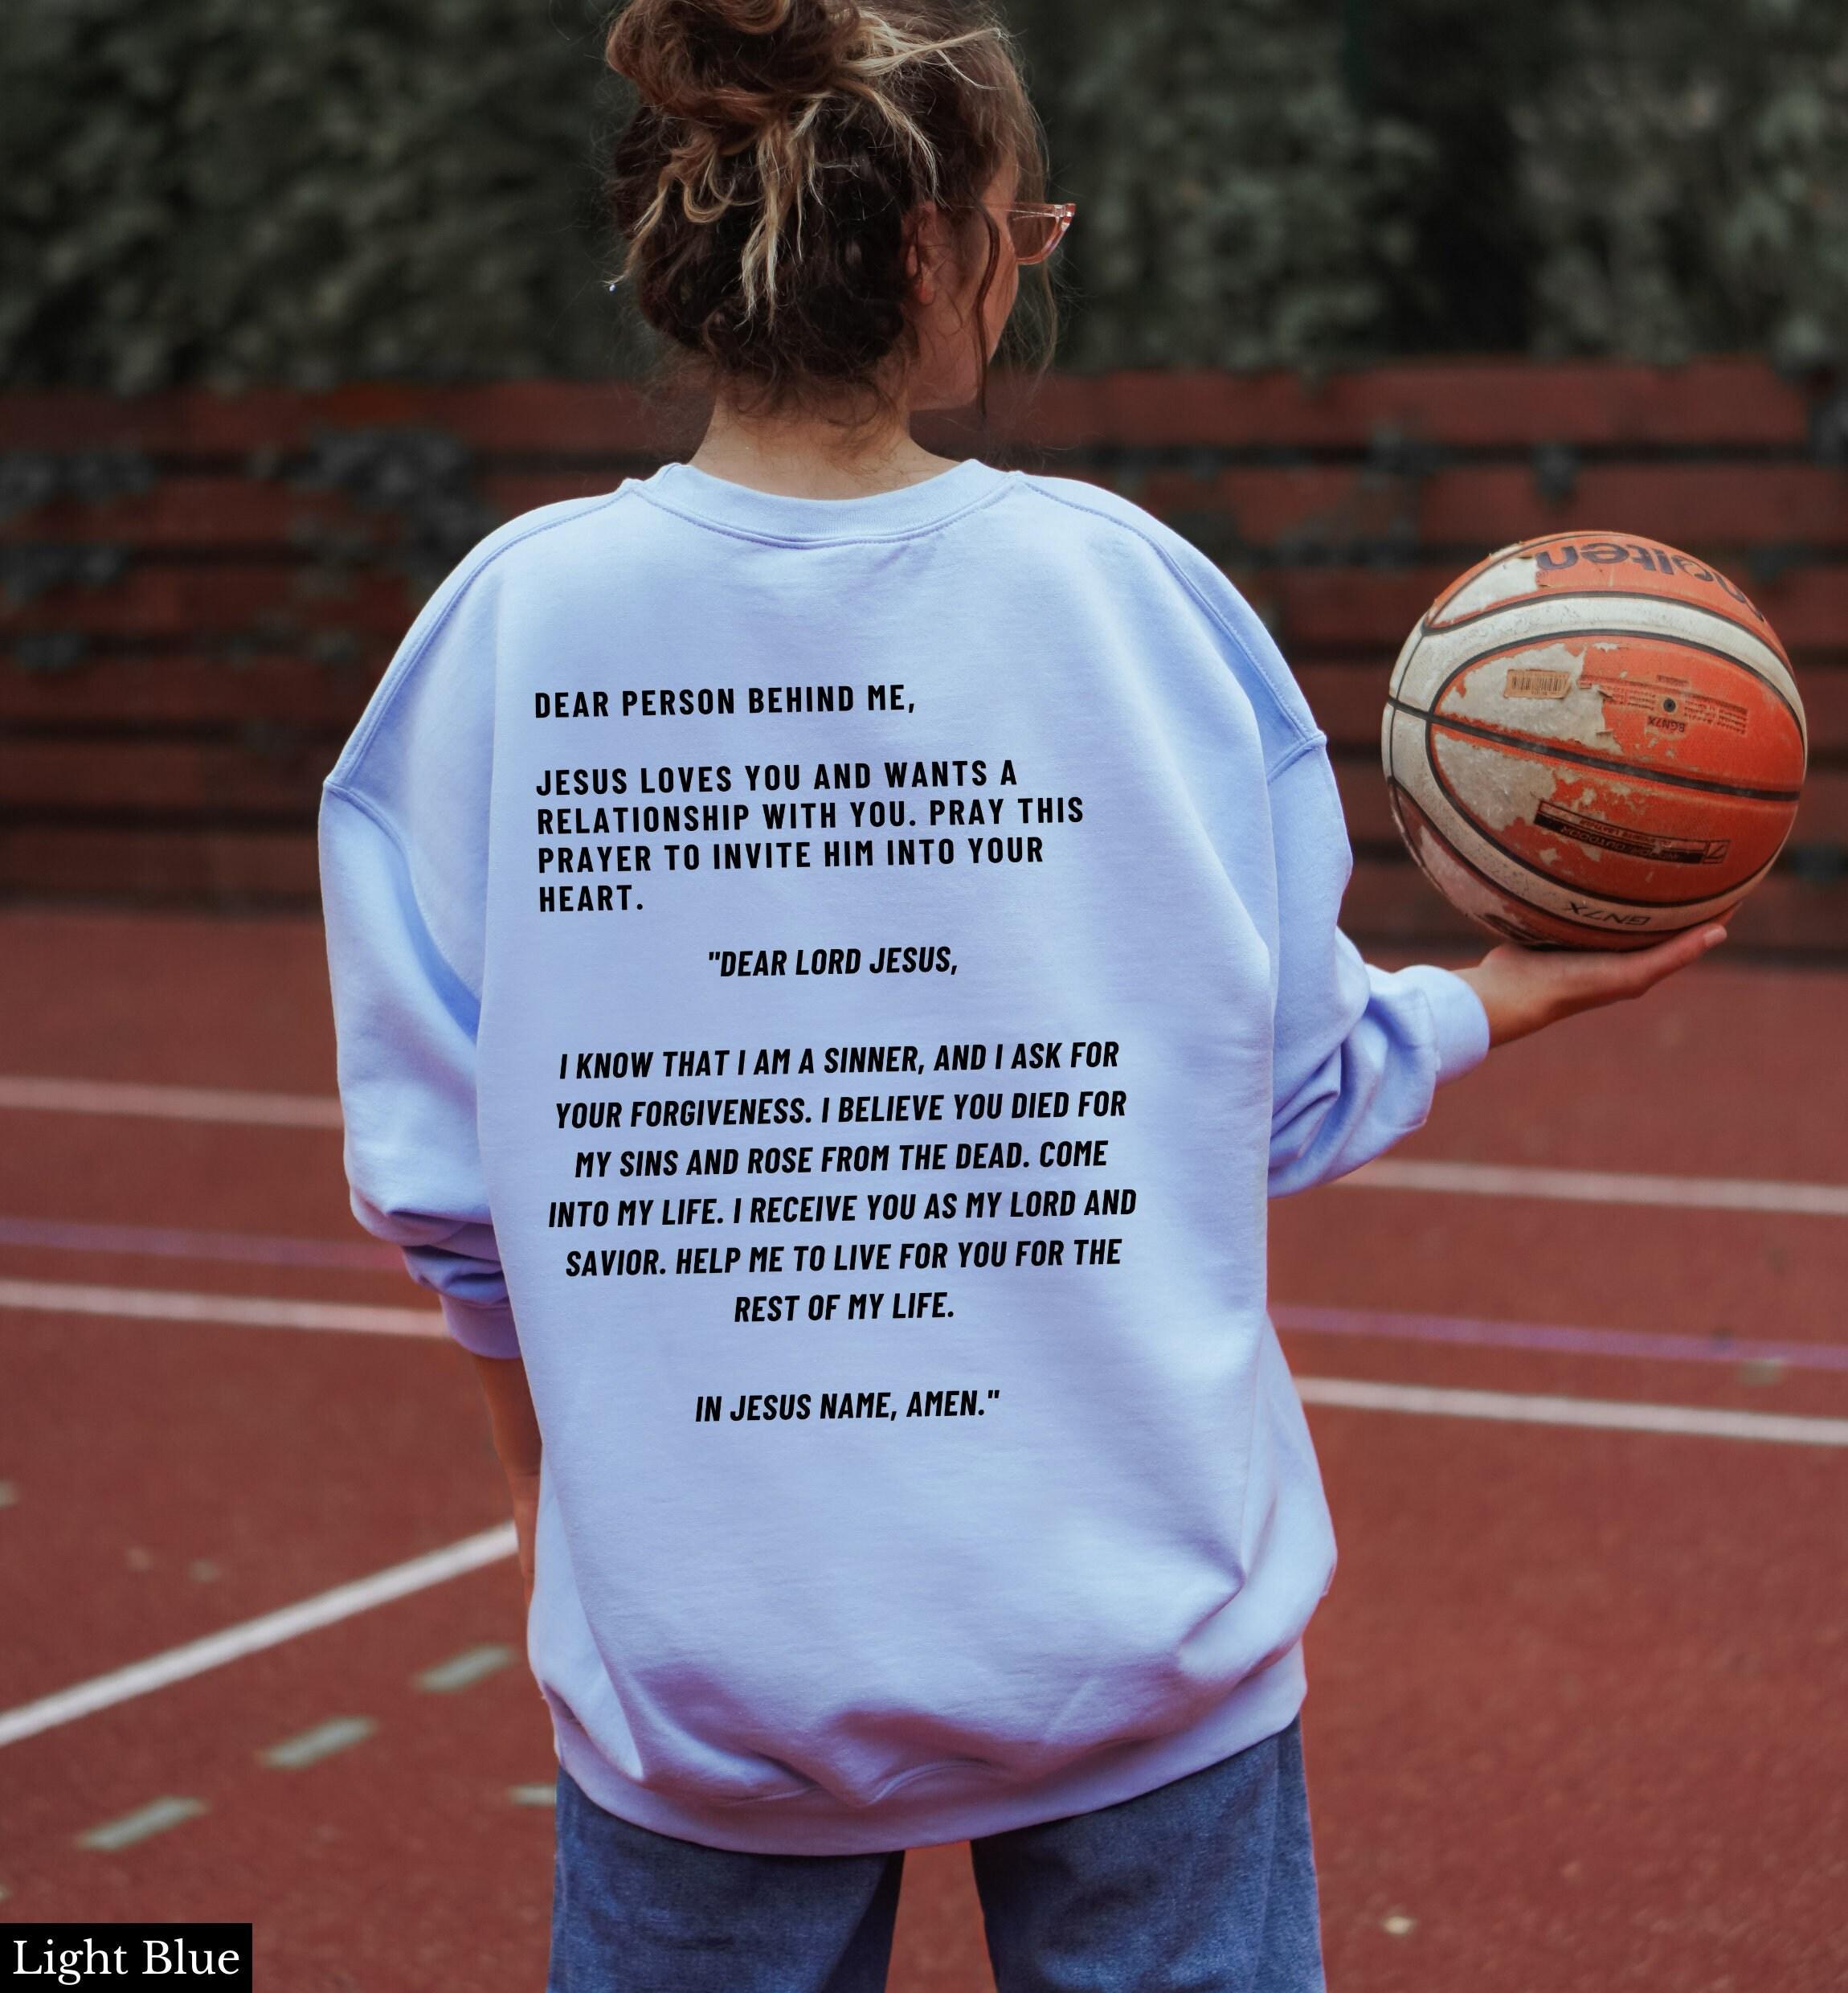 DEAR PERSON BEHIND ME,
JESUS LOVES YOU AND WANTS A
RELATIONSHIP WITH YOU. PRAY THIS
PRAYER TO INVITE HIM INTO YOUR
HEART.
"DEAR LORD JESUS,
I KNOW THAT I AM A SINNER, AND I ASK FOR
YOUR FORGIVENESS. I BELIEVE YOU DIED FOR
MY SINS AND ROSE FROM THE DEAD. COME
INTO MY LIFE. I RECEIVE YOU AS MY LORD AND
SAVIOR. HELP ME TO LIVE FOR YOU FOR THE
REST OF MY LIFE.
IN JESUS NAME, AMEN."
molten
BGN7X
GN7X
Light Blue